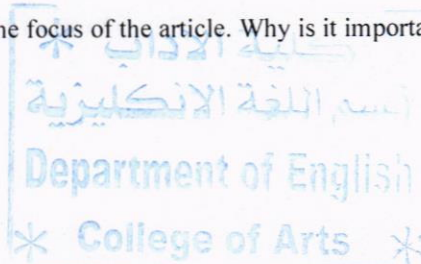 he focus of the article. Why is it importa
* كلية الآداب
قسم اللغة الانكليزية
Department of English
* College of Arts *